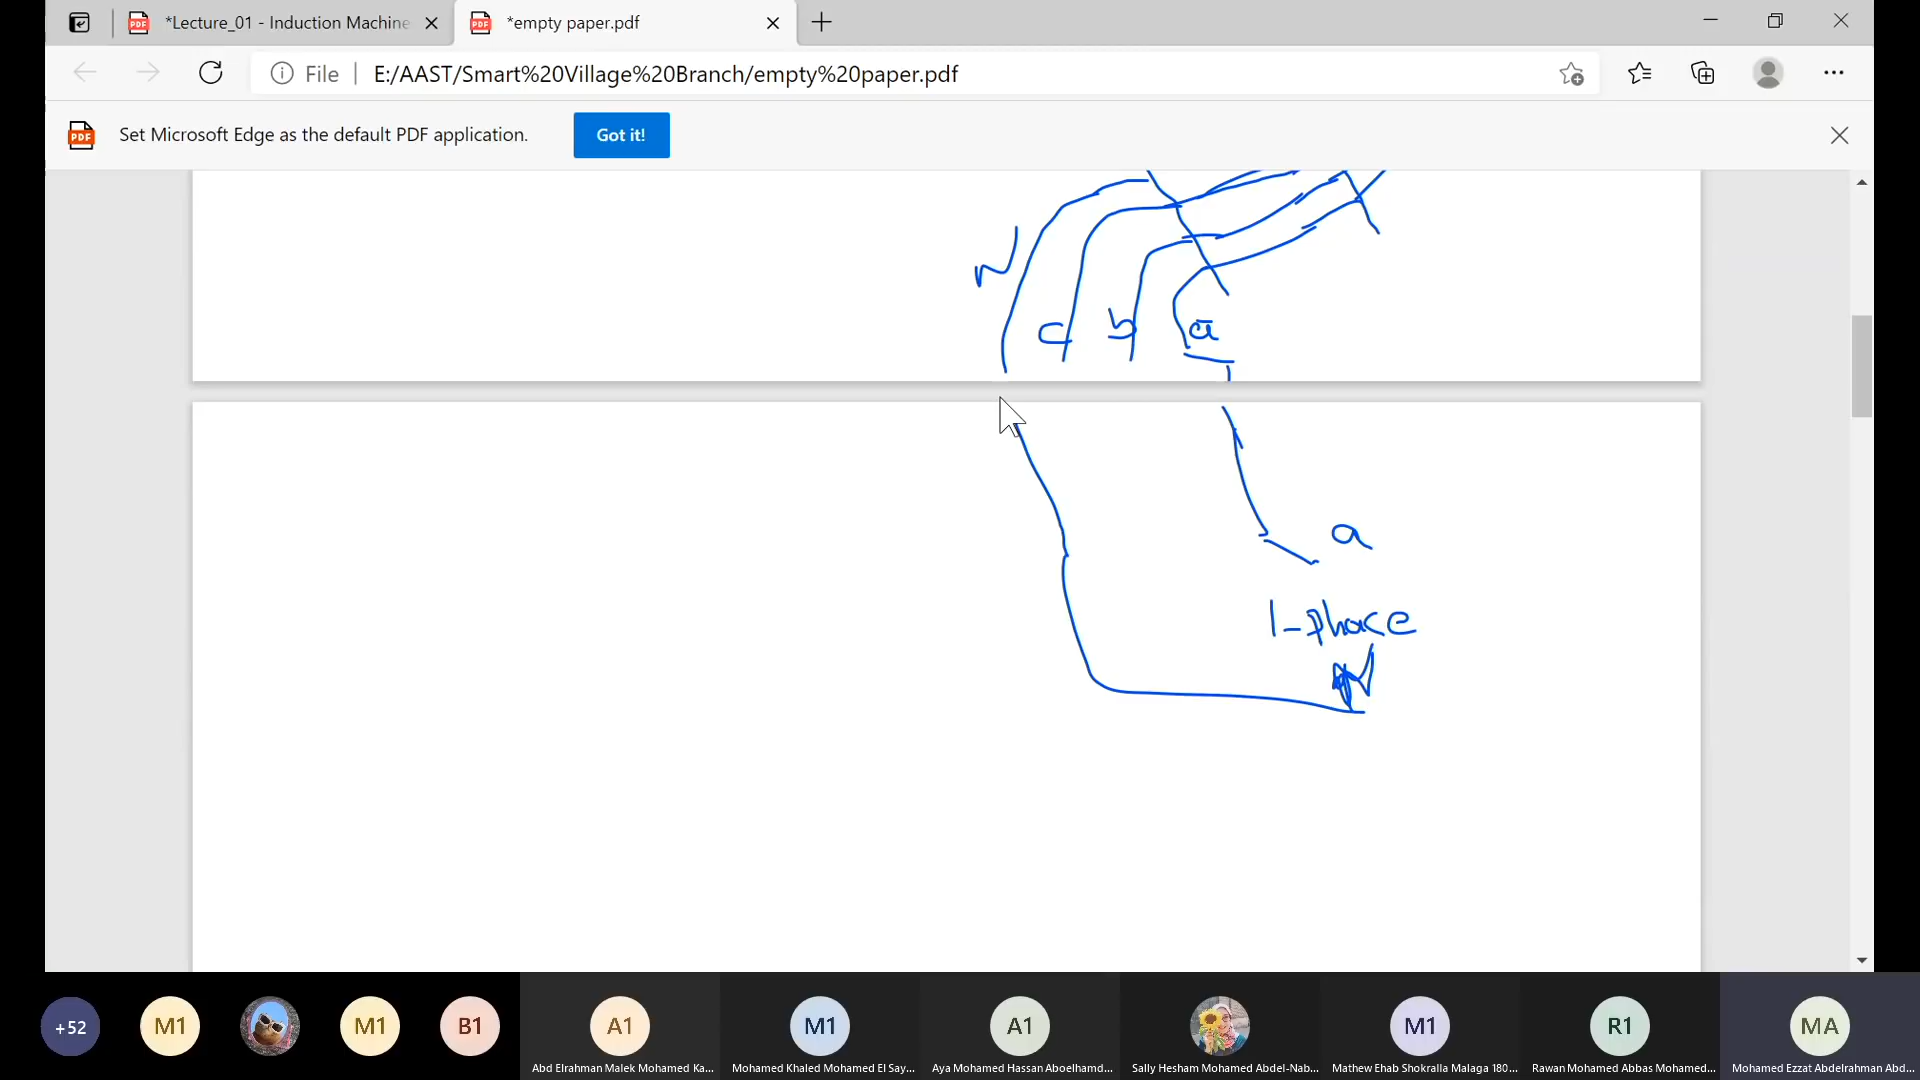 *Lecture_01 - Induction Machine
*empty paper.pdf
File
E:/AAST/Smart%20Village%20Branch/empty%20paper.pdf
PDF
Set Microsoft Edge as the default PDF application.
Got it!
N
c b a
a
1-phase
N
+52
M1
M1
B1
A1
M1
A1
M1
R1
MA
Abd Elrahman Malek Mohamed Ka...
Mohamed Khaled Mohamed El Say...
Aya Mohamed Hassan Aboelhamd...
Sally Hesham Mohamed Abdel-Nab...
Mathew Ehab Shokralla Malaga 180...
Rawan Mohamed Abbas Mohamed...
Mohamed Ezzat Abdelrahman Abd...